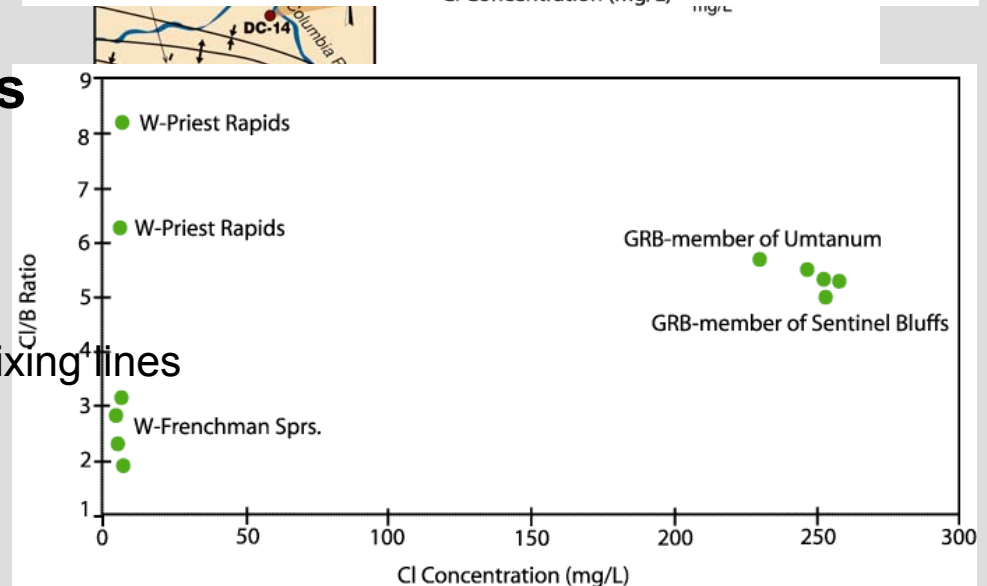 mg/L
DC-14
Columbia
s
9
W-Priest Rapids
8
7
W-Priest Rapids
6
GRB-member of Umtanum
5
GRB-member of Sentinel Bluffs
Cl/B Ratio
4
ixing lines
3
W-Frenchman Sprs.
2
1
0 50 100 150 200 250 300
Cl Concentration (mg/L)